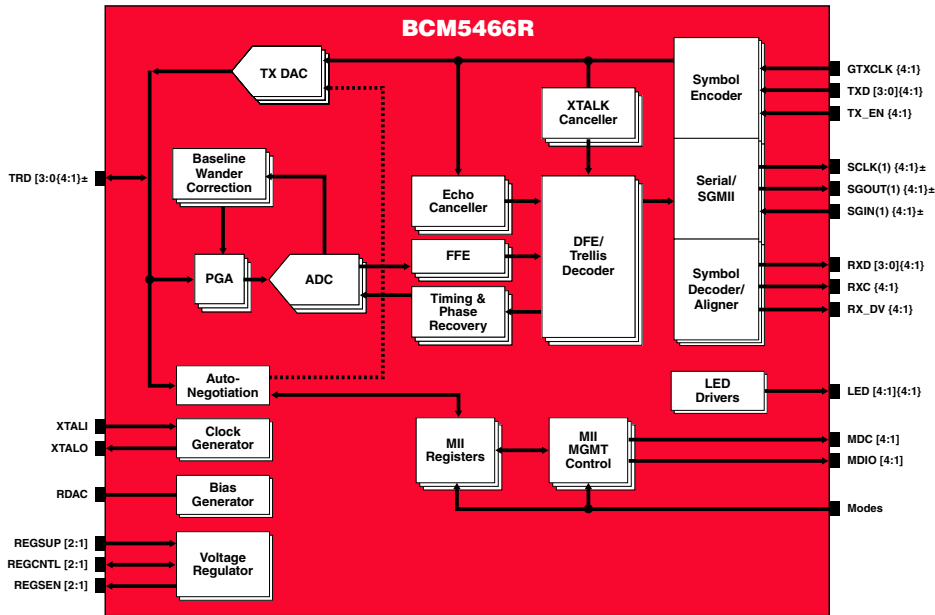 BCM5466R
TX DAC
Symbol
Encoder
GTXCLK {4:1}
TXD [3:0]{4:1}
TX_EN {4:1}
XTALK
Canceller
TRD [3:0{4:1}±
Baseline
Wander
Correction
Echo
Canceller
DFE/
Trellis
Decoder
Serial/
SGMII
SCLK(1) {4:1}±
SGOUT(1) {4:1}±
SGIN(1) {4:1}±
PGA
ADC
FFE
Timing &
Phase
Recovery
Symbol
Decoder/
Aligner
RXD [3:0]{4:1}
RXC {4:1}
RX_DV {4:1}
Auto-
Negotiation
LED
Drivers
LED [4:1]{4:1}
XTALI
XTALO
Clock
Generator
MII
Registers
MII
MGMT
Control
MDC [4:1]
MDIO [4:1]
RDAC
Bias
Generator
Modes
REGSUP [2:1]
REGCNTL [2:1]
REGSEN [2:1]
Voltage
Regulator